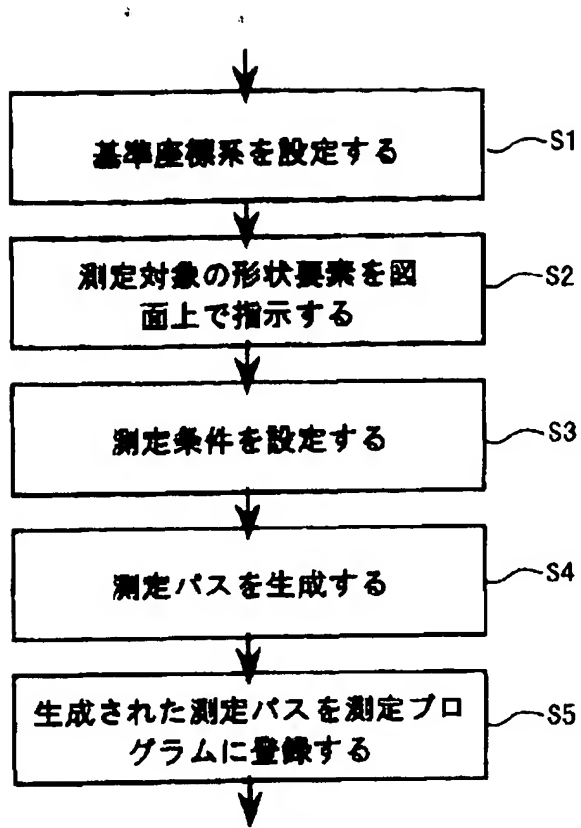 基準座標系を設定する
S1
測定対象の形状要素を図
面上で指示する
S2
測定条件を設定する
S3
測定パスを生成する
S4
生成された測定パスを測定プロ
グラムに登録する
S5